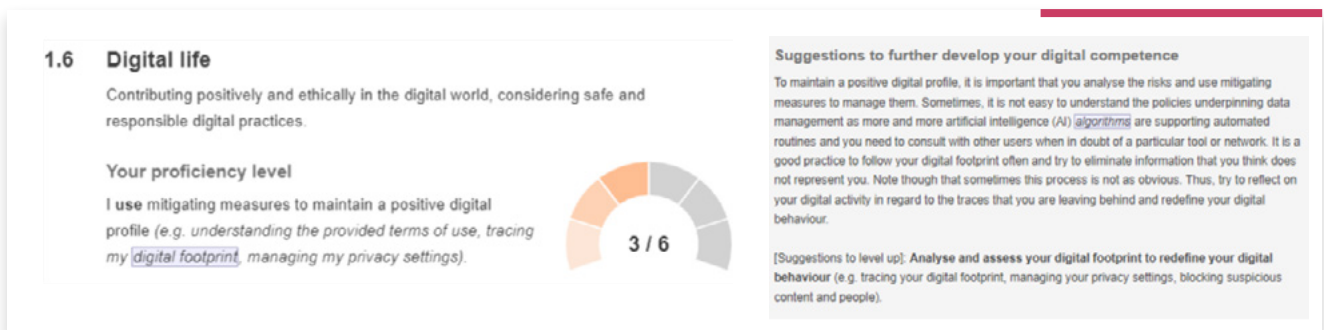 1.6 Digital life
Contributing positively and ethically in the digital world, considering safe and
responsible digital practices.
Your proficiency level
I use mitigating measures to maintain a positive digital
profile (e.g. understanding the provided terms of use, tracing
my digital footprint, managing my privacy settings).
3 / 6
Suggestions to further develop your digital competence
To maintain a positive digital profile, it is important that you analyse the risks and use mitigating
measures to manage them. Sometimes, it is not easy to understand the policies underpinning data
management as more and more artificial intelligence (AI) algorithms are supporting automated
routines and you need to consult with other users when in doubt of a particular tool or network. It is a
good practice to follow your digital footprint often and try to eliminate information that you think does
not represent you. Note though that sometimes this process is not as obvious. Thus, try to reflect on
your digital activity in regard to the traces that you are leaving behind and redefine your digital
behaviour.
[Suggestions to level up]: Analyse and assess your digital footprint to redefine your digital
behaviour (e.g. tracing your digital footprint, managing your privacy settings, blocking suspicious
content and people).